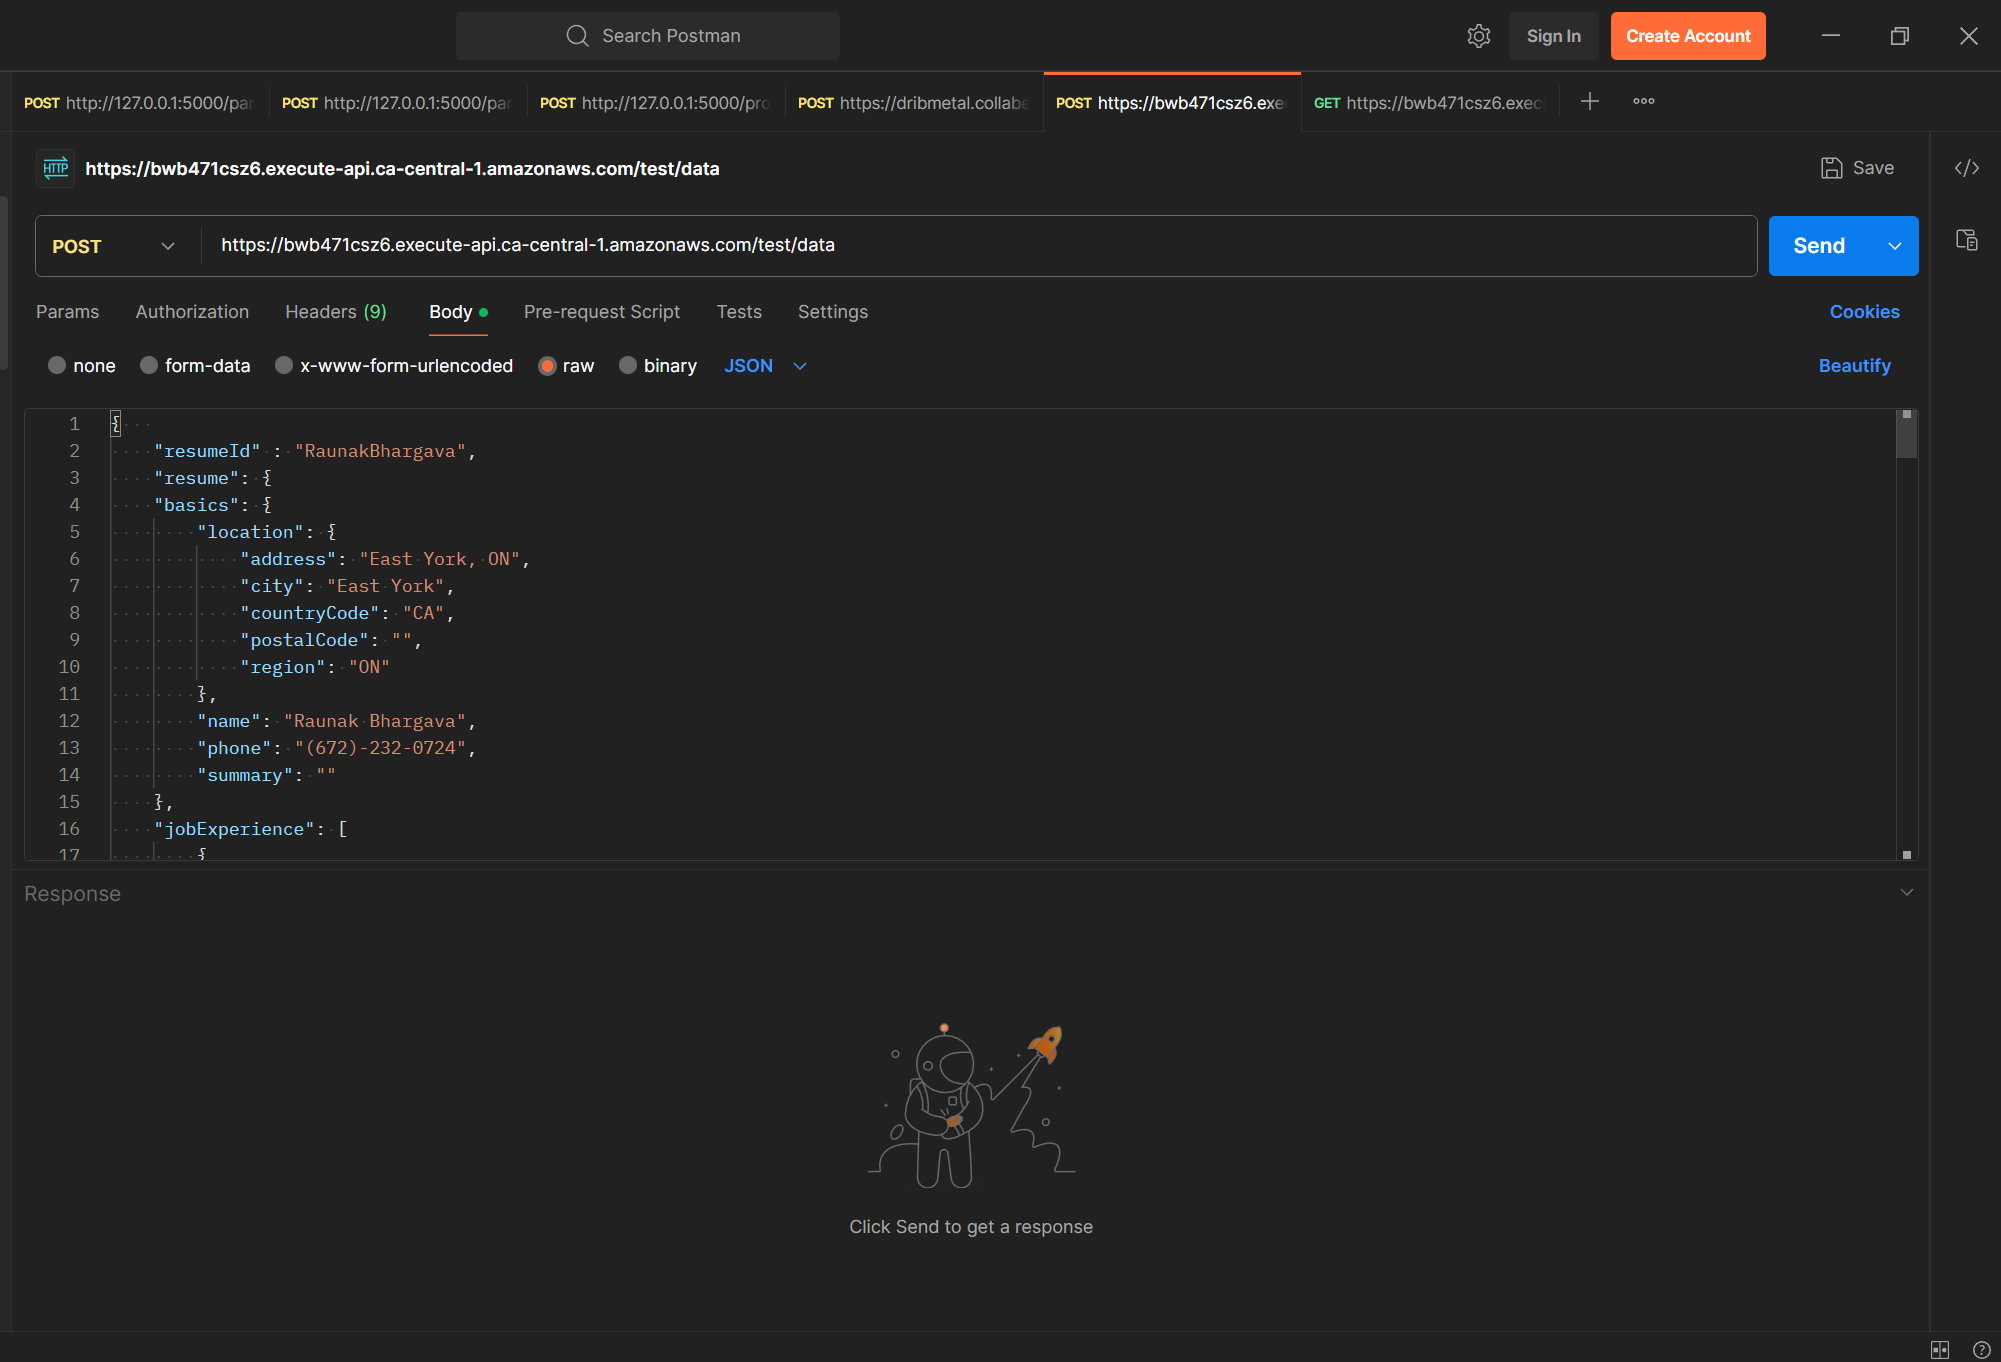 Search Postman
Sign In
Create Account
POST http://127.0.0.1:5000/par
POST http://127.0.0.1:5000/par
POST http://127.0.0.1:5000/pro
POST https://dribmetal.collabe
POST https://bwb471csz6.exe
GET https://bwb471csz6.exec
HTTP
https://bwb471csz6.execute-api.ca-central-1.amazonaws.com/test/data
Save
</>
POST
https://bwb471csz6.execute-api.ca-central-1.amazonaws.com/test/data
Send
Params Authorization Headers (9) Body Pre-request Script Tests Settings Cookies
none form-data x-www-form-urlencoded raw binary JSON Beautify
1 {
2 "resumeId" : "RaunakBhargava",
3 "resume": {
4 "basics": {
5 "location": {
6 "address": "East York, ON",
7 "city": "East York",
8 "countryCode": "CA",
9 "postalCode": "",
10 "region": "ON"
11 },
12 "name": "Raunak Bhargava",
13 "phone": "(672)-232-0724",
14 "summary": ""
15 },
16 "jobExperience": [
17 {
Response
Click Send to get a response